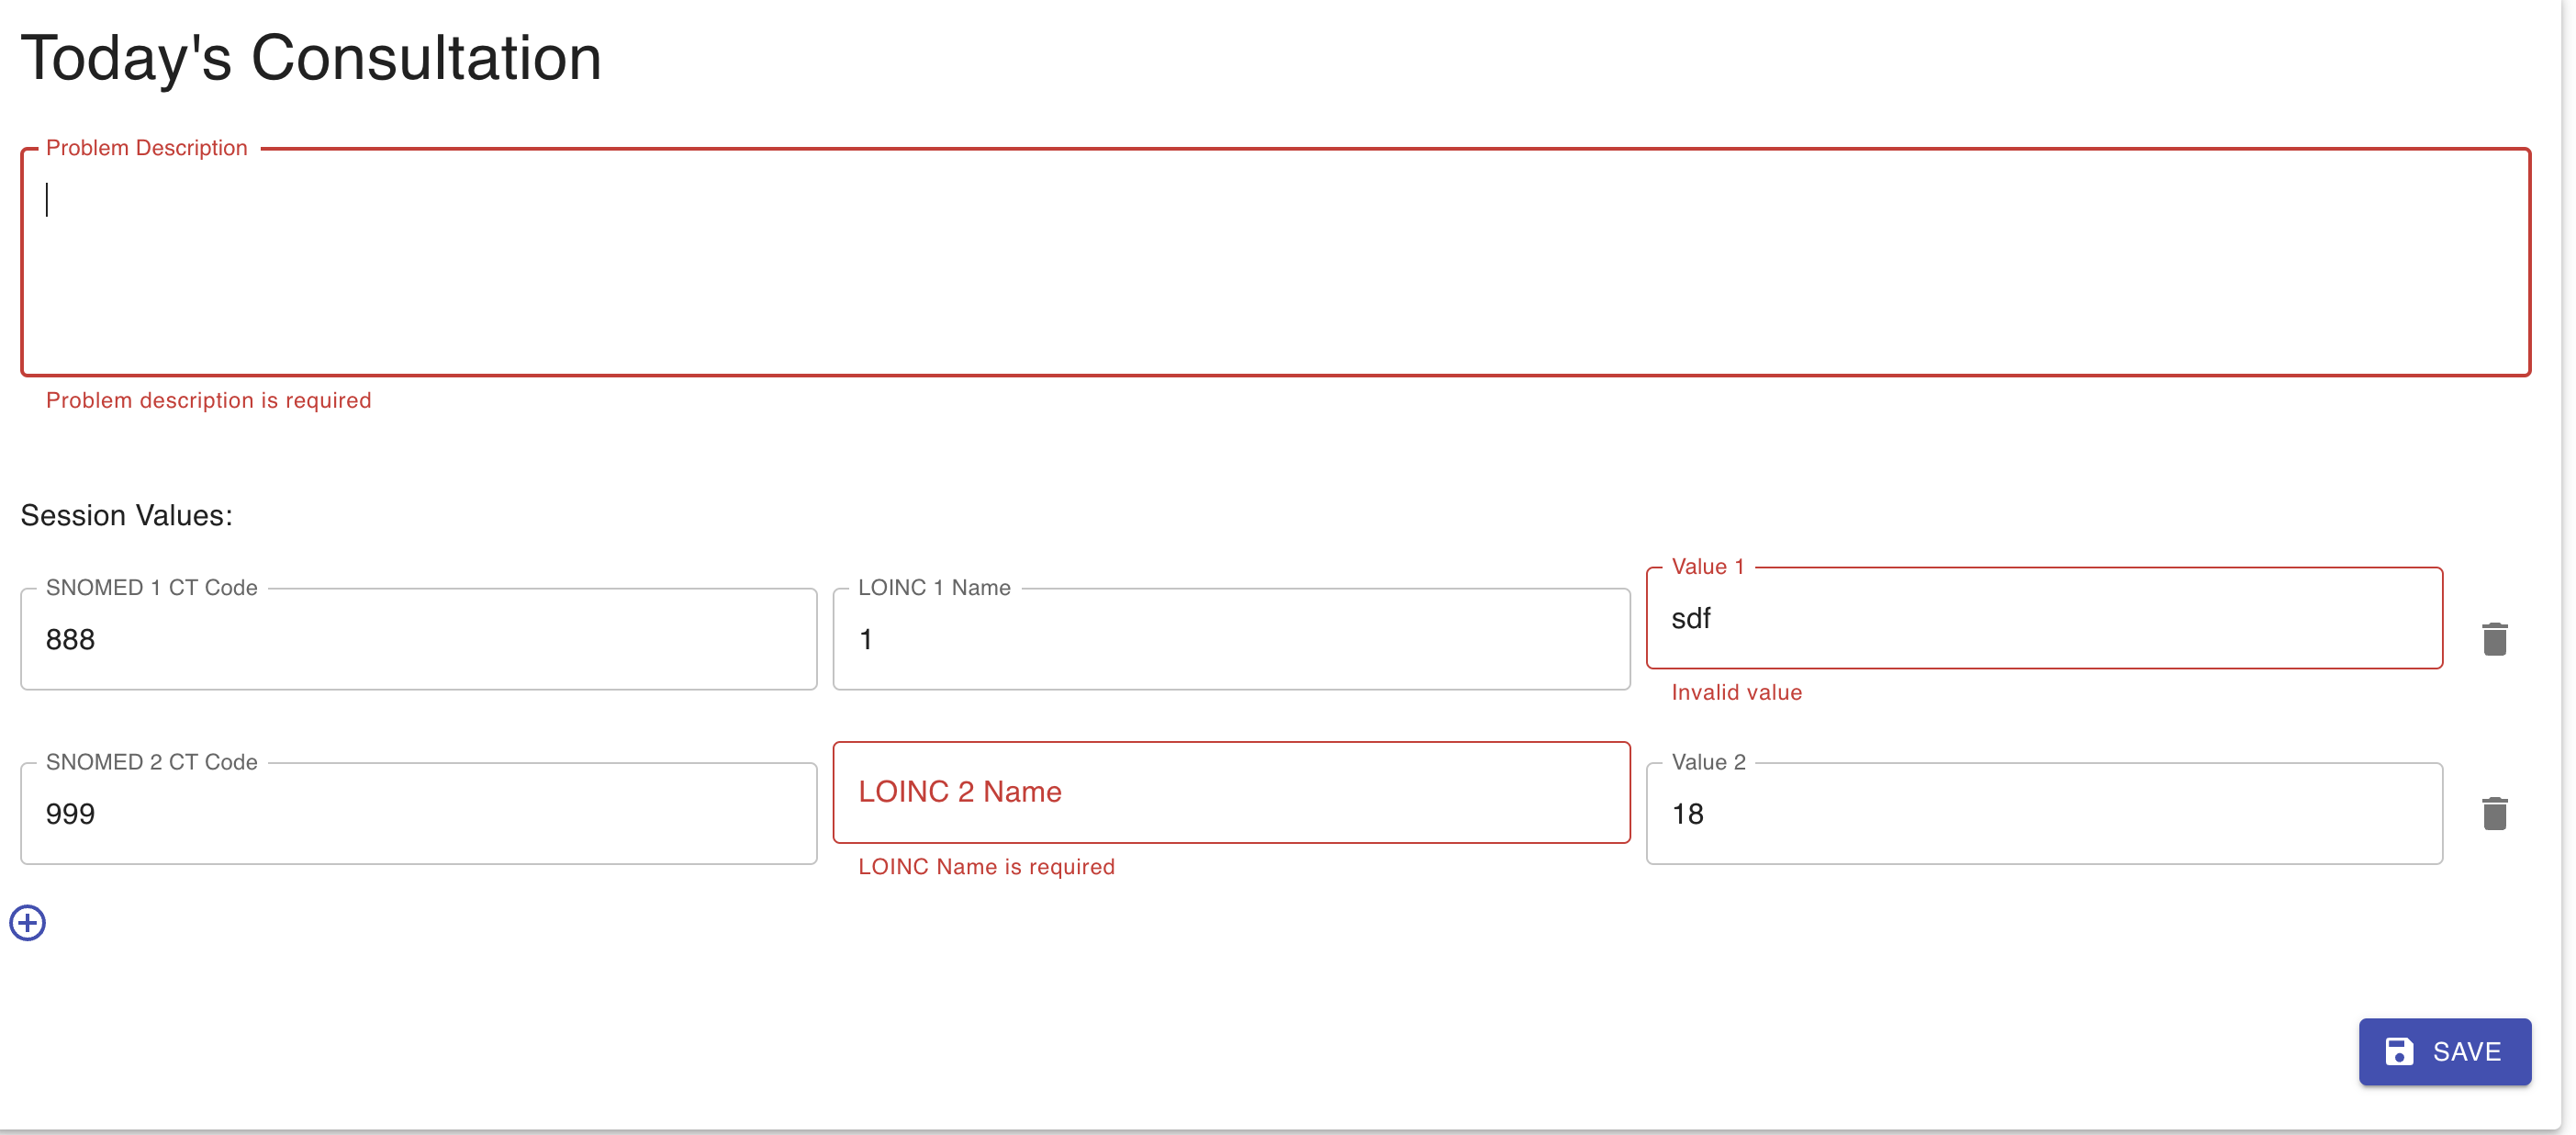 Today's Consultation
Problem Description
Problem description is required
Session Values:
SNOMED 1 CT Code
888
LOINC 1 Name
1
Value 1
sdf
Invalid value
SNOMED 2 CT Code
999
LOINC 2 Name
LOINC Name is required
Value 2
18
SAVE